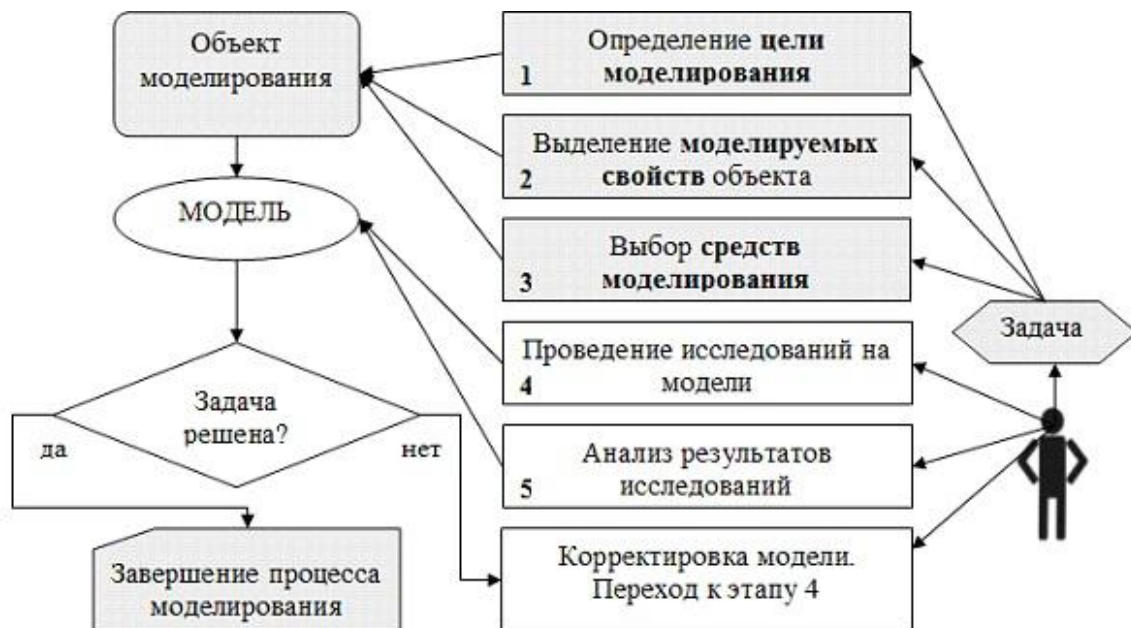 Объект
моделирования
Определение цели
1 моделирования
Выделение моделируемых
2 свойств объекта
МОДЕЛЬ
Выбор средств
3 моделирования
Задача
Проведение исследований на
4 модели
Задача
решена?
да
нет
Анализ результатов
5 исследований
Завершение процесса
моделирования
Корректировка модели.
Переход к этапу 4